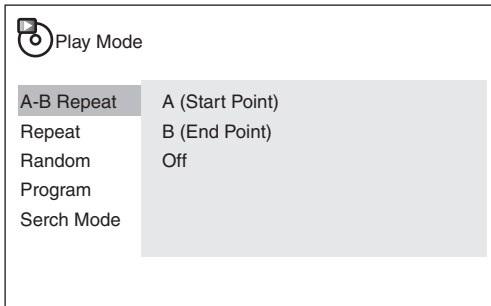 Play Mode
A-B Repeat A (Start Point)
Repeat B (End Point)
Random Off
Program
Serch Mode